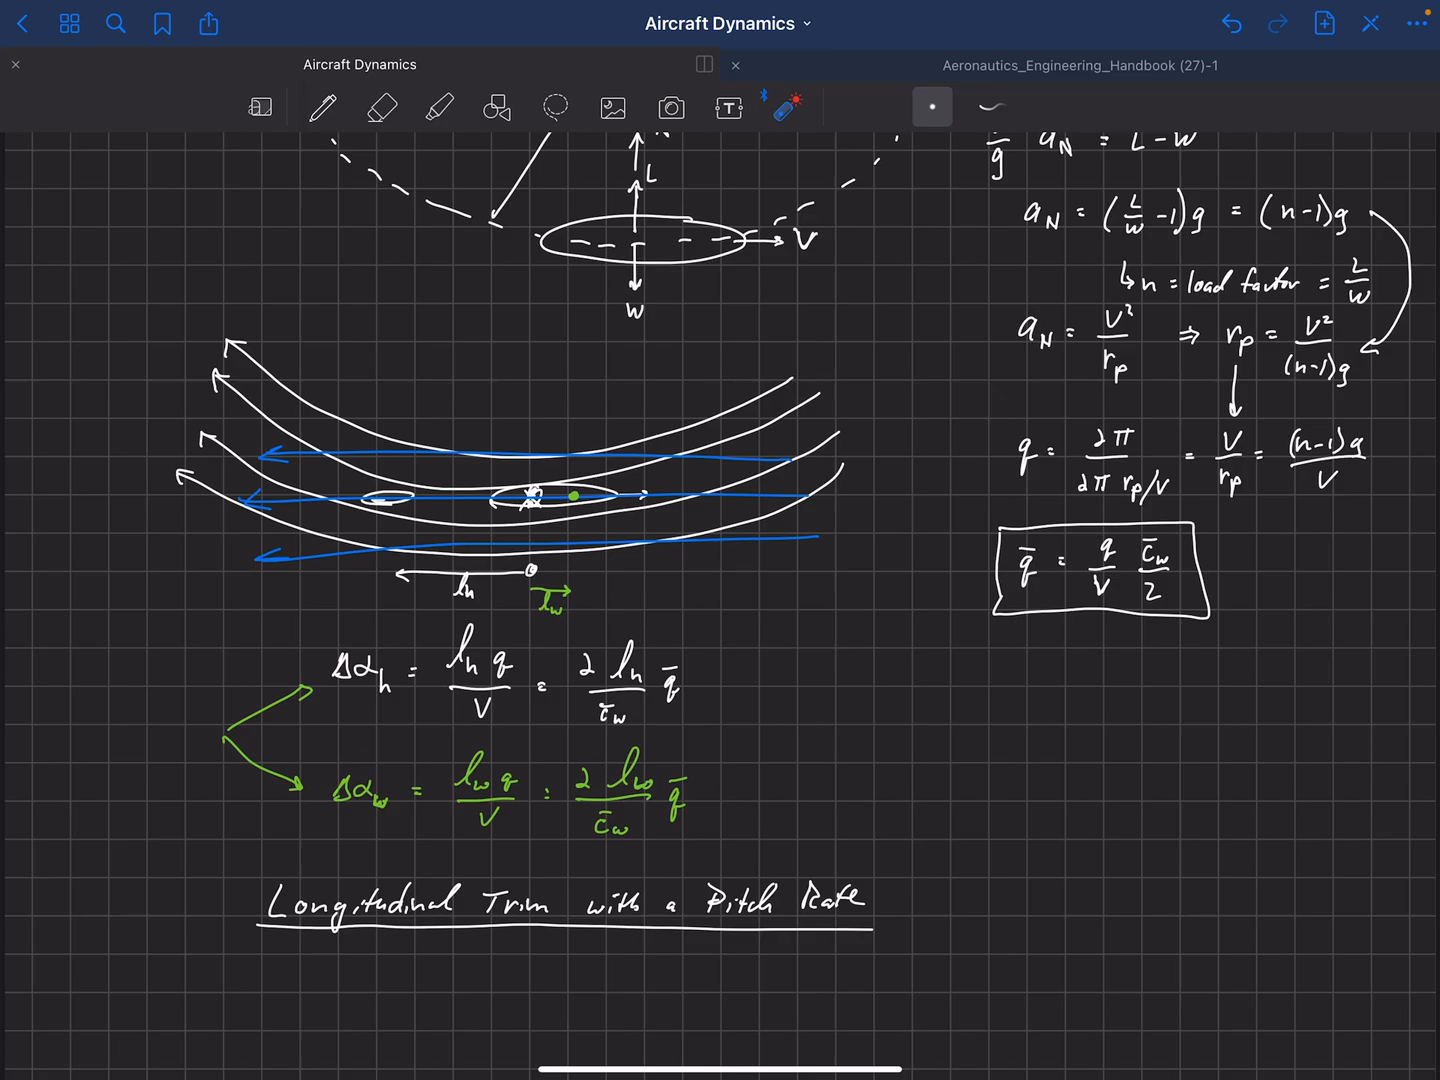 Aircraft Dynamics
Aircraft Dynamics
Aeronautics_Engineering_Handbook (27)-1
T
L
V
W
g a_N = L - W
a_N = (L/W - 1)g = (n-1)g
↳ n = load factor = L/W
a_N = V²/r_p ⇒ r_p = V²/((n-1)g)
q = 2π/(2π r_p/V) = V/r_p = (n-1)g/V
q̄ = q/V c̄_w/2
l_h
l_w
Δα_h = l_h q/V = 2 l_h/c̄_w q̄
Δα_w = l_w q/V = 2 l_w/c̄_w q̄
Longitudinal Trim with a Pitch Rate